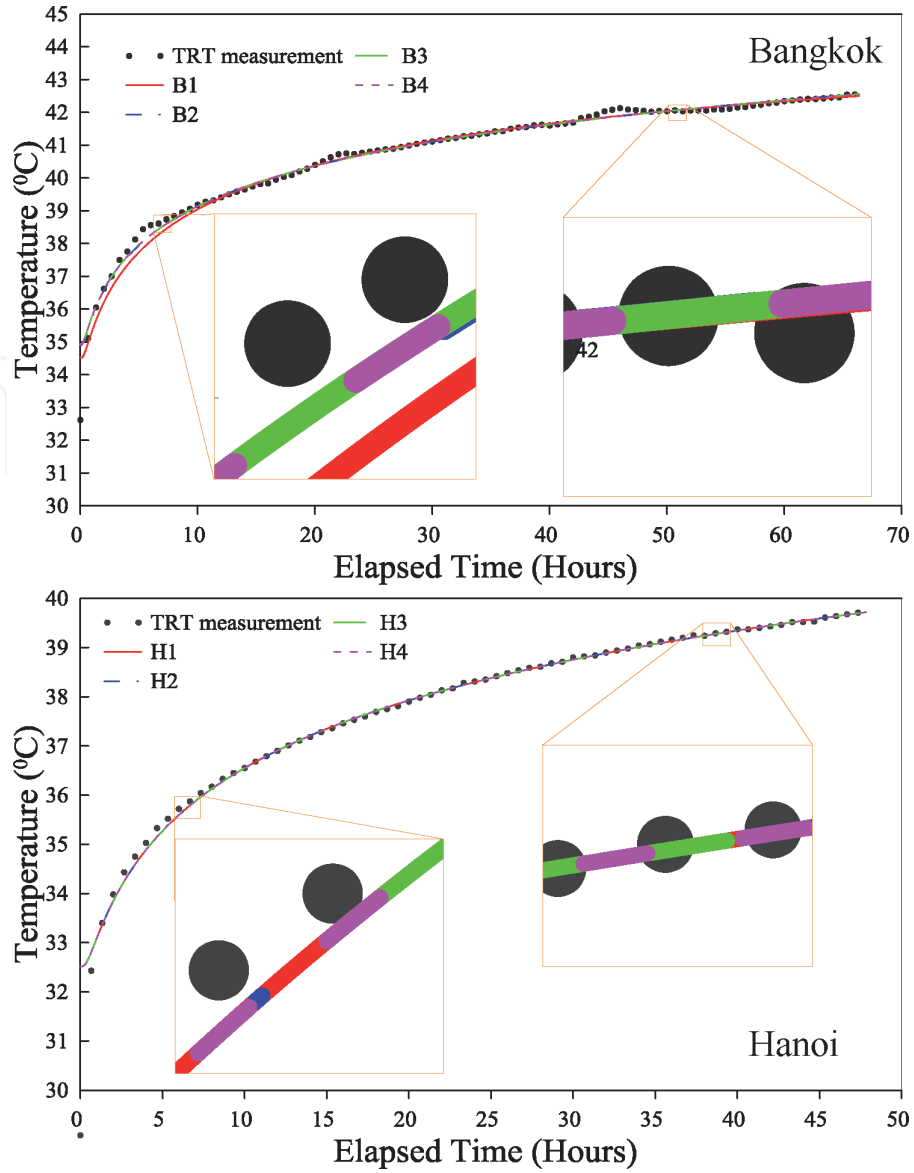 Bangkok
TRT measurement
B1
B2
B3
B4
Temperature (⁰C)
45
44
43
42
41
40
39
38
37
36
35
34
33
32
31
30
42
0 10 20 30 40 50 60 70
Elapsed Time (Hours)
TRT measurement
H1
H2
H3
H4
Temperature (⁰C)
40
39
38
37
36
35
34
33
32
31
30
Hanoi
0 5 10 15 20 25 30 35 40 45 50
Elapsed Time (Hours)